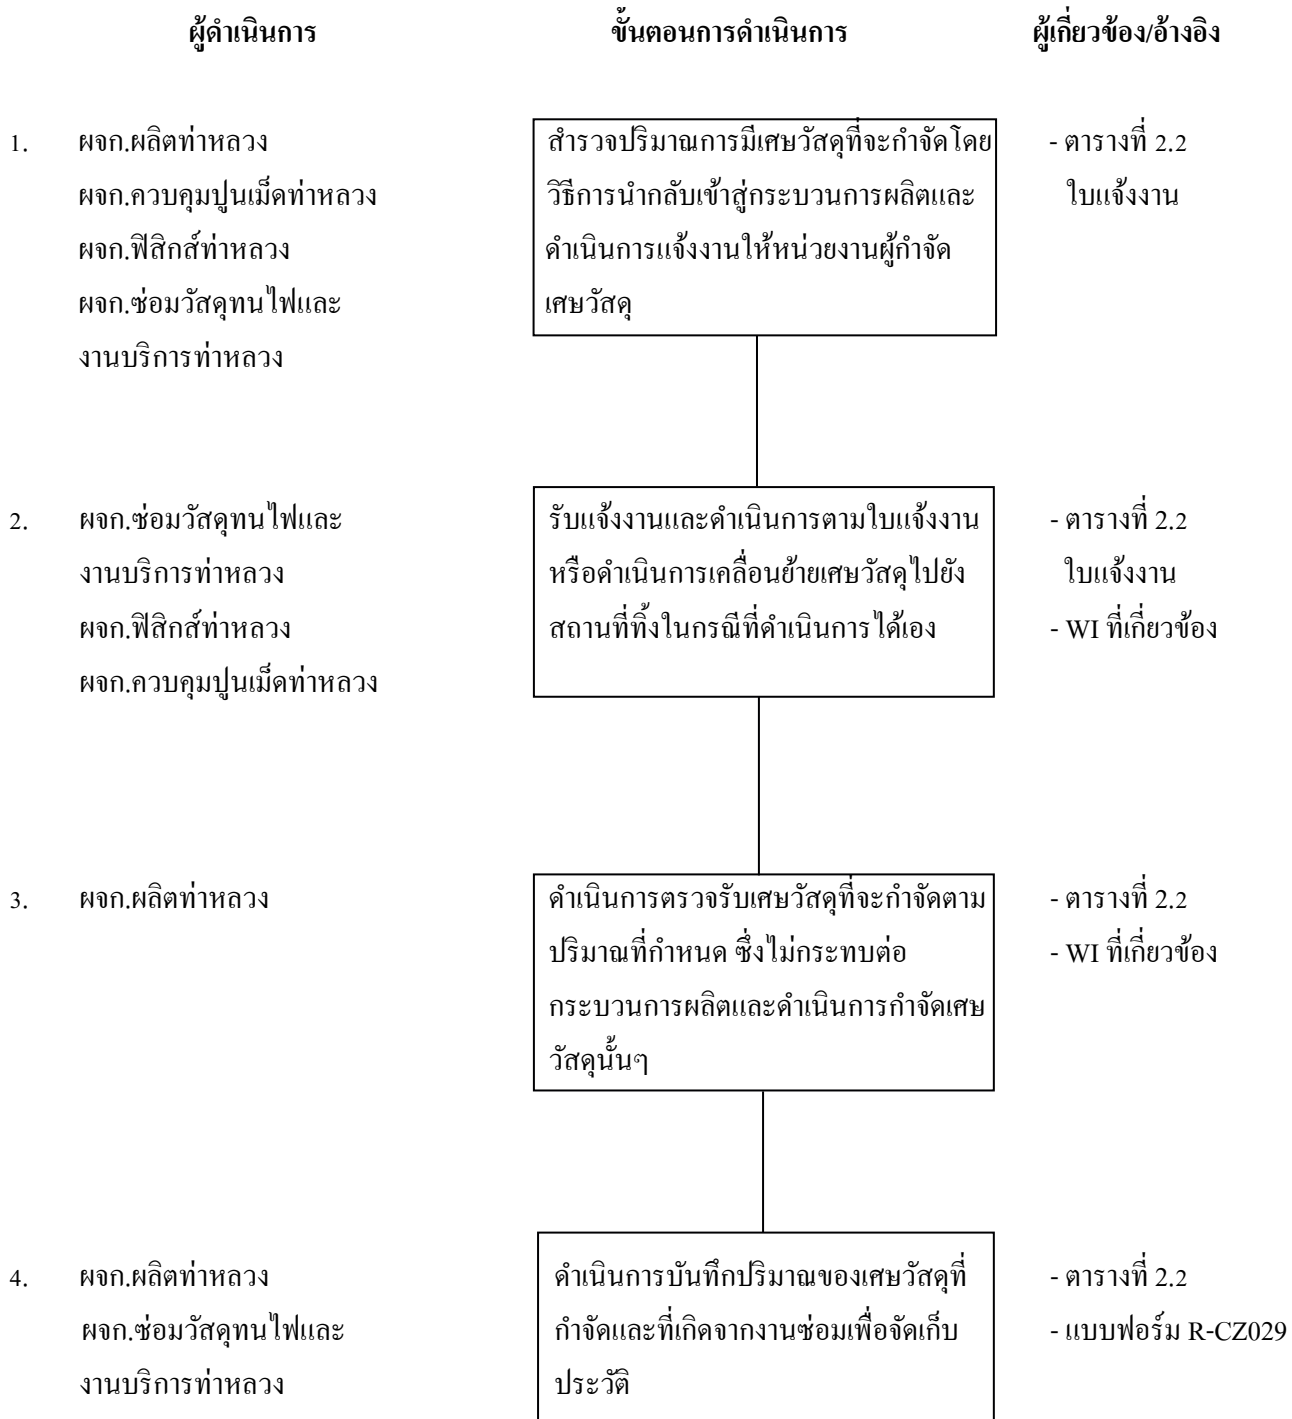 ผู้ดำเนินการ ขั้นตอนการดำเนินการ ผู้เกี่ยวข้อง/อ้างอิง
1. ผจก.ผลิตท่าหลวง สำรวจปริมาณการมีเศษวัสดุที่จะกำจัดโดย - ตารางที่ 2.2
ผจก.ควบคุมปูนเม็ดท่าหลวง วิธีการนำกลับเข้าสู่กระบวนการผลิตและ ใบแจ้งงาน
ผจก.ฟิสิกส์ท่าหลวง ดำเนินการแจ้งงานให้หน่วยงานผู้กำจัด
ผจก.ซ่อมวัสดุทนไฟและ เศษวัสดุ
งานบริการท่าหลวง
2. ผจก.ซ่อมวัสดุทนไฟและ รับแจ้งงานและดำเนินการตามใบแจ้งงาน - ตารางที่ 2.2
งานบริการท่าหลวง หรือดำเนินการเคลื่อนย้ายเศษวัสดุไปยัง ใบแจ้งงาน
ผจก.ฟิสิกส์ท่าหลวง สถานที่ทิ้งในกรณีที่ดำเนินการได้เอง - WI ที่เกี่ยวข้อง
ผจก.ควบคุมปูนเม็ดท่าหลวง
3. ผจก.ผลิตท่าหลวง ดำเนินการตรวจรับเศษวัสดุที่จะกำจัดตาม - ตารางที่ 2.2
ปริมาณที่กำหนด ซึ่งไม่กระทบต่อ - WI ที่เกี่ยวข้อง
กระบวนการผลิตและดำเนินการกำจัดเศษ
วัสดุนั้นๆ
4. ผจก.ผลิตท่าหลวง ดำเนินการบันทึกปริมาณของเศษวัสดุที่ - ตารางที่ 2.2
ผจก.ซ่อมวัสดุทนไฟและ กำจัดและที่เกิดจากงานซ่อมเพื่อจัดเก็บ - แบบฟอร์ม R-CZ029
งานบริการท่าหลวง ประวัติ